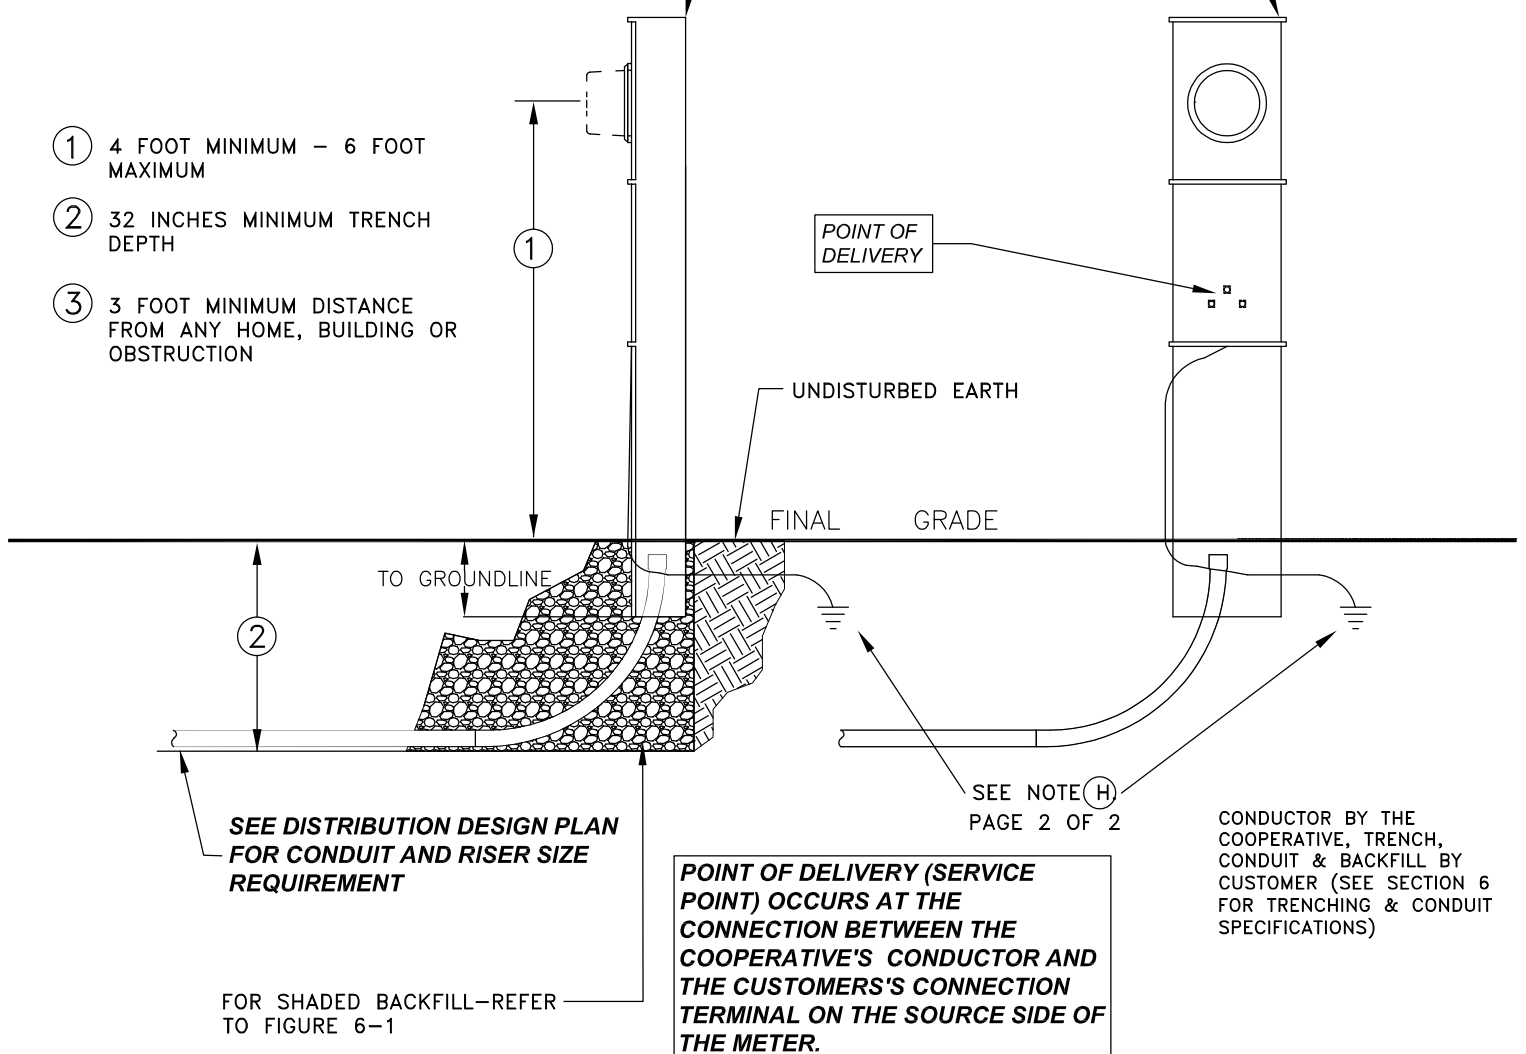 1 4 FOOT MINIMUM – 6 FOOT
MAXIMUM
2 32 INCHES MINIMUM TRENCH
DEPTH
3 3 FOOT MINIMUM DISTANCE
FROM ANY HOME, BUILDING OR
OBSTRUCTION
1
POINT OF
DELIVERY
UNDISTURBED EARTH
FINAL GRADE
TO GROUNDLINE
2
SEE NOTE H.
PAGE 2 OF 2
SEE DISTRIBUTION DESIGN PLAN
FOR CONDUIT AND RISER SIZE
REQUIREMENT
CONDUCTOR BY THE
COOPERATIVE, TRENCH,
CONDUIT & BACKFILL BY
CUSTOMER (SEE SECTION 6
FOR TRENCHING & CONDUIT
SPECIFICATIONS)
POINT OF DELIVERY (SERVICE
POINT) OCCURS AT THE
CONNECTION BETWEEN THE
COOPERATIVE'S CONDUCTOR AND
THE CUSTOMERS'S CONNECTION
TERMINAL ON THE SOURCE SIDE OF
THE METER.
FOR SHADED BACKFILL–REFER
TO FIGURE 6–1